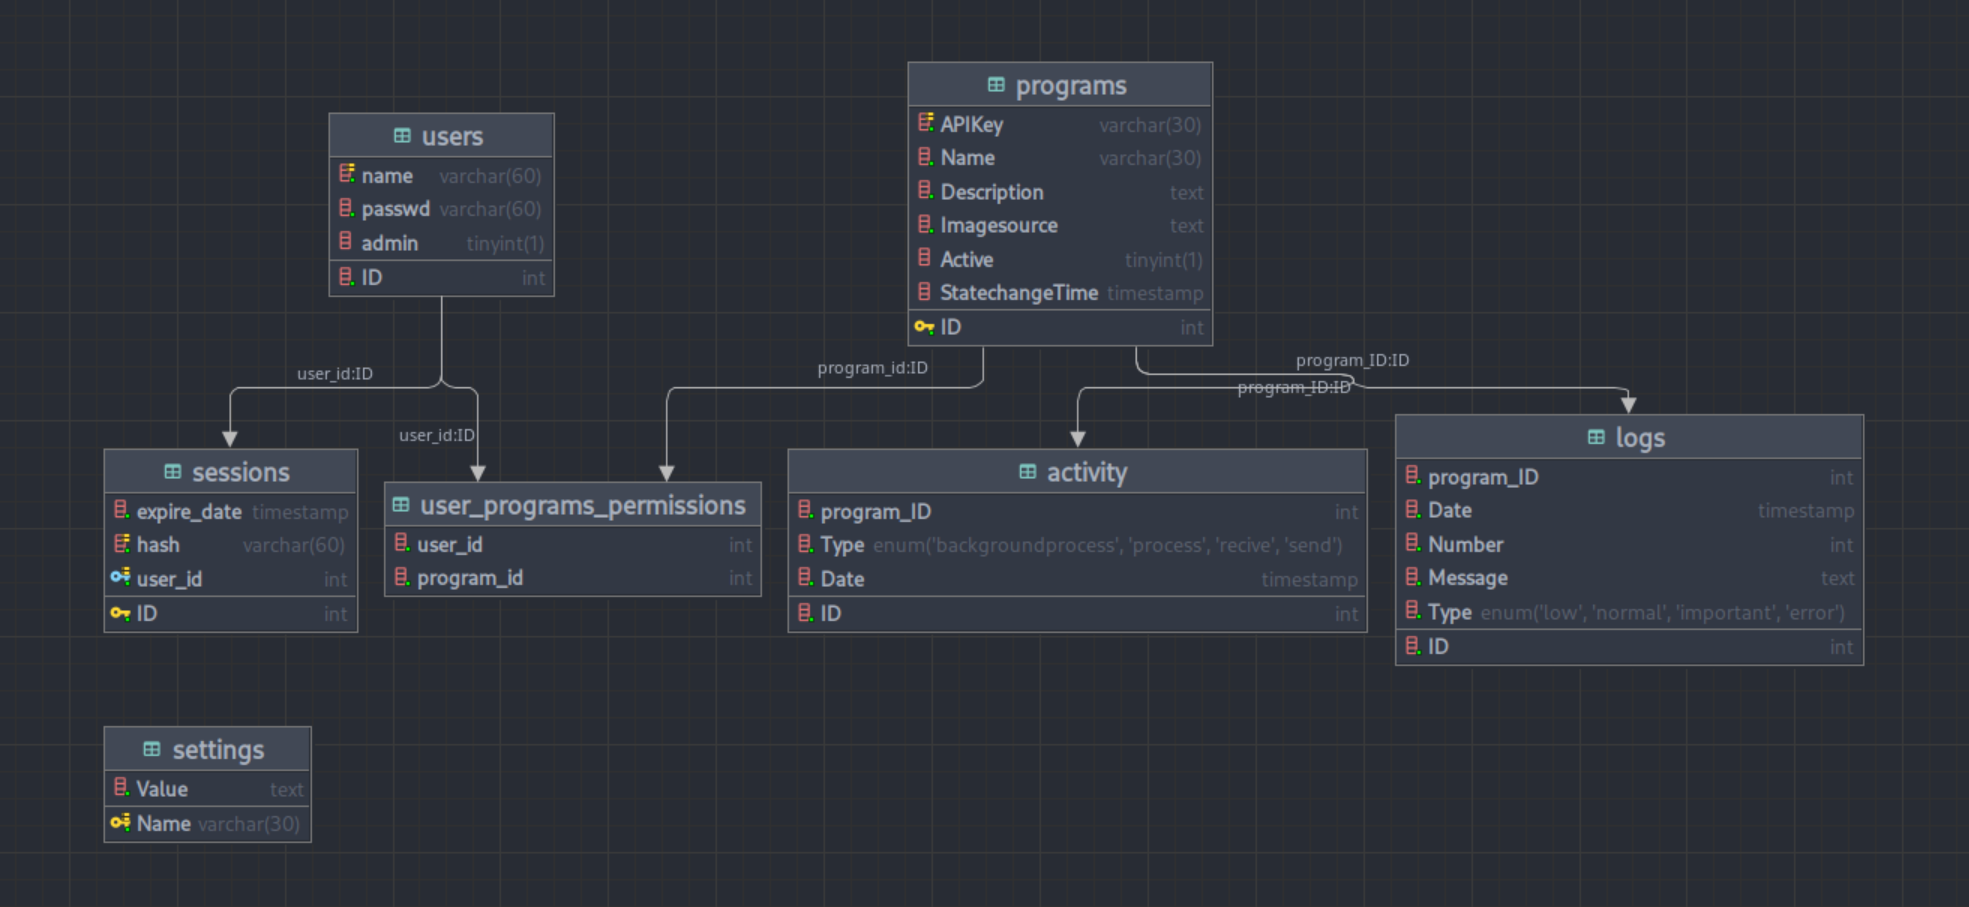 users
name varchar(60)
passwd varchar(60)
admin tinyint(1)
ID int
programs
APIKey varchar(30)
Name varchar(30)
Description text
Imagesource text
Active tinyint(1)
StatechangeTime timestamp
ID int
user_id:ID
user_id:ID
program_id:ID
program_ID:ID
program_ID:ID
sessions
expire_date timestamp
hash varchar(60)
user_id int
ID int
user_programs_permissions
user_id int
program_id int
activity
program_ID int
Type enum('backgroundprocess', 'process', 'recive', 'send')
Date timestamp
ID int
logs
program_ID int
Date timestamp
Number int
Message text
Type enum('low', 'normal', 'important', 'error')
ID int
settings
Value text
Name varchar(30)